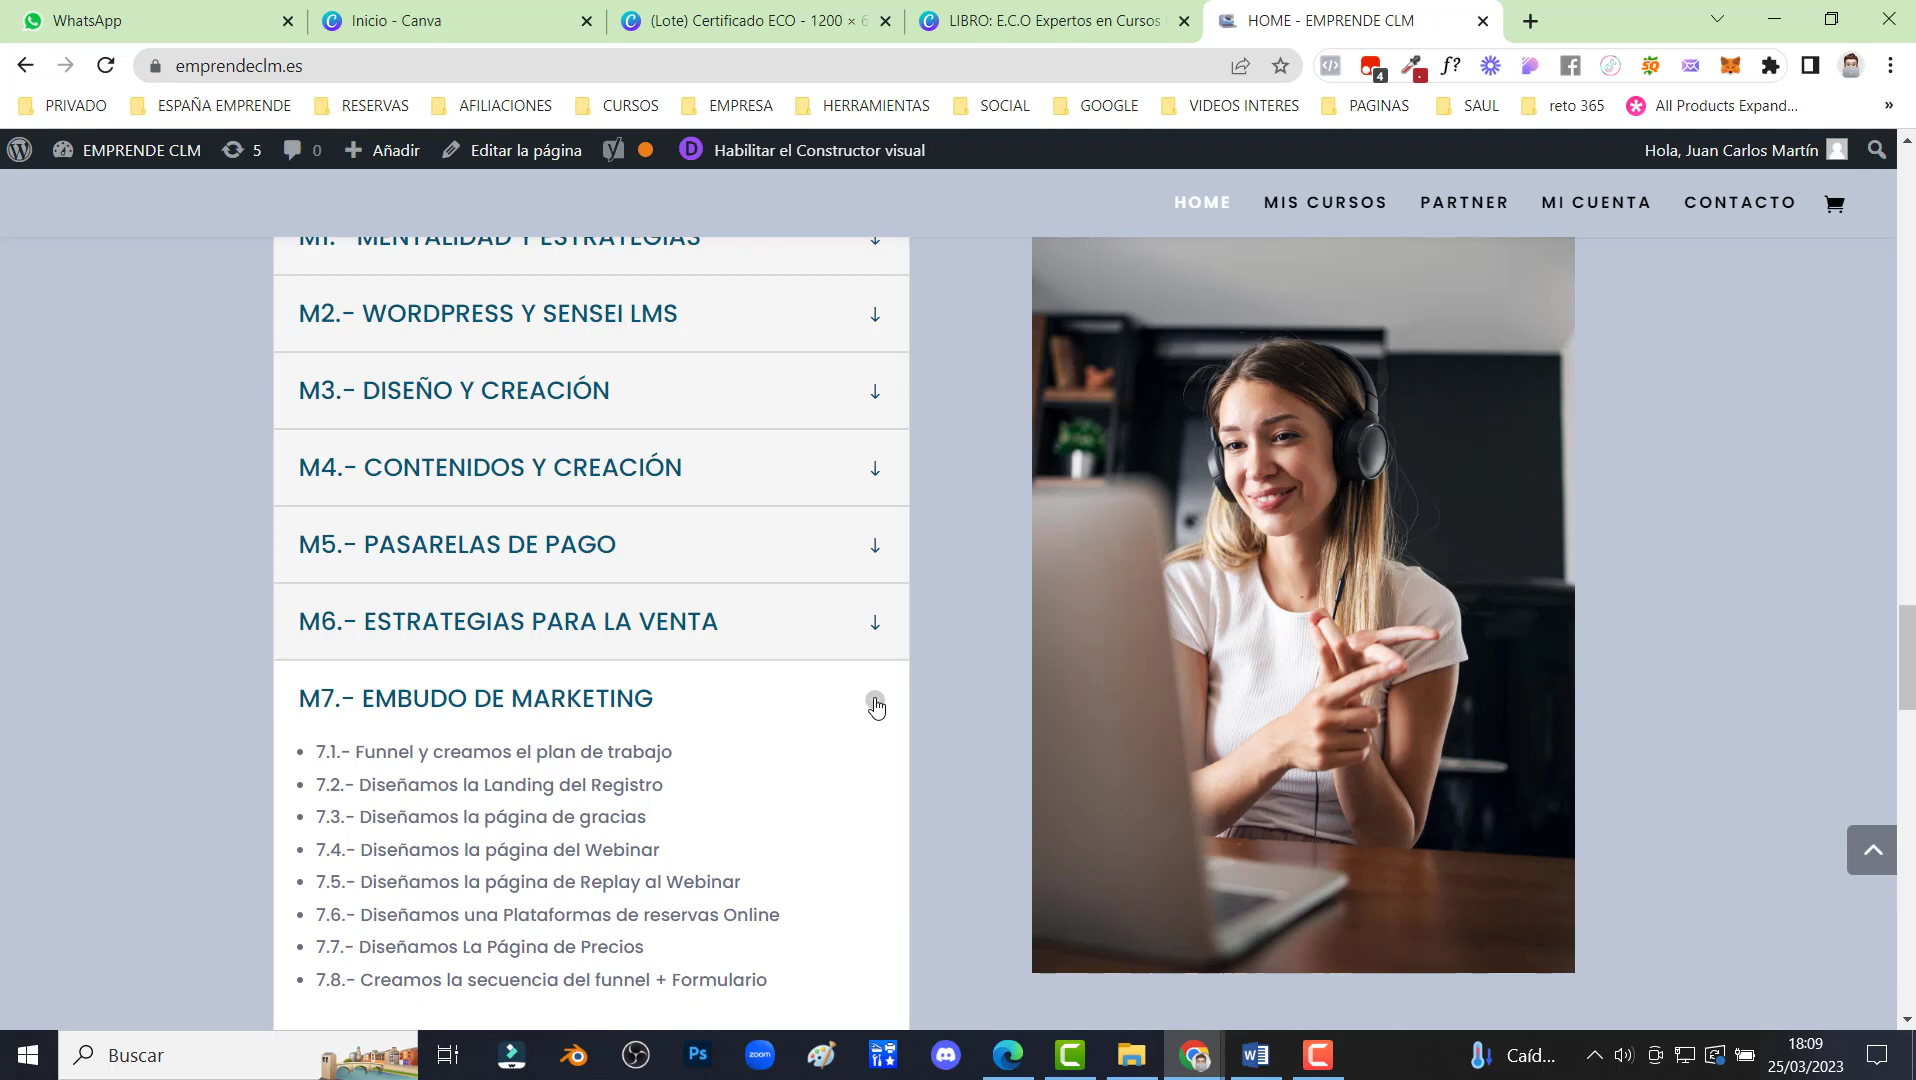 WhatsApp
Inicio - Canva
(Lote) Certificado ECO - 1200 × 6
LIBRO: E.C.O Expertos en Cursos
HOME - EMPRENDE CLM
emprendeclm.es
4
f?
PRIVADO
ESPAÑA EMPRENDE
RESERVAS
AFILIACIONES
CURSOS
EMPRESA
HERRAMIENTAS
SOCIAL
GOOGLE
VIDEOS INTERES
PAGINAS
SAUL
reto 365
All Products Expand...
»
EMPRENDE CLM
5
0
Añadir
Editar la página
D
Habilitar el Constructor visual
Hola, Juan Carlos Martín
HOME
MIS CURSOS
PARTNER
MI CUENTA
CONTACTO
M1.- MENTALIDAD Y ESTRATEGIAS
M2.- WORDPRESS Y SENSEI LMS
M3.- DISEÑO Y CREACIÓN
M4.- CONTENIDOS Y CREACIÓN
M5.- PASARELAS DE PAGO
M6.- ESTRATEGIAS PARA LA VENTA
M7.- EMBUDO DE MARKETING
• 7.1.- Funnel y creamos el plan de trabajo
• 7.2.- Diseñamos la Landing del Registro
• 7.3.- Diseñamos la página de gracias
• 7.4.- Diseñamos la página del Webinar
• 7.5.- Diseñamos la página de Replay al Webinar
• 7.6.- Diseñamos una Plataformas de reservas Online
• 7.7.- Diseñamos La Página de Precios
• 7.8.- Creamos la secuencia del funnel + Formulario
Buscar
Ps
zoom
Caíd...
18:09
25/03/2023